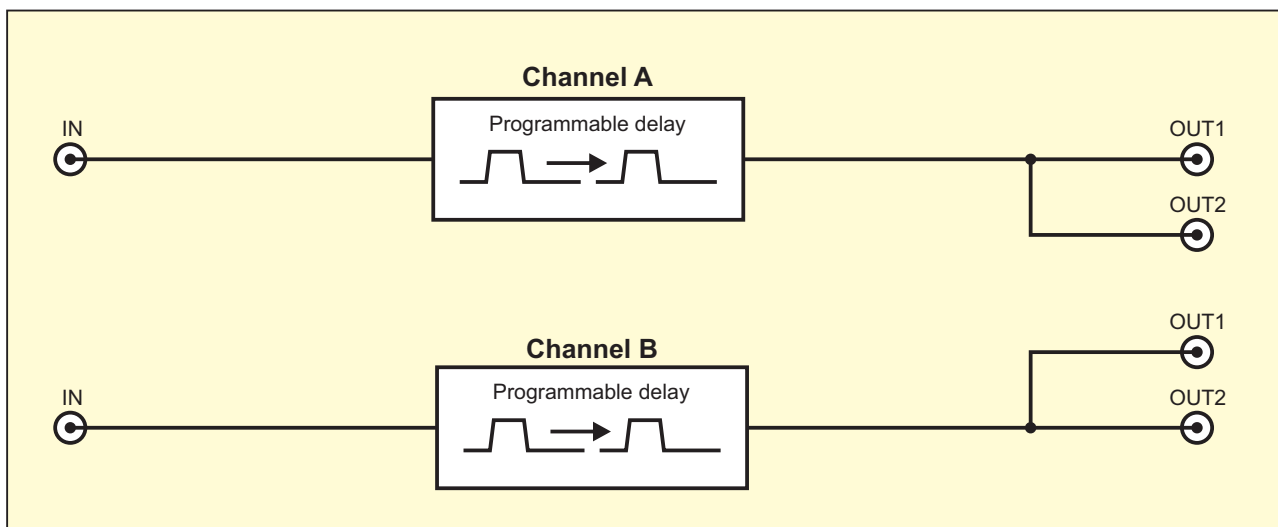 Channel A
Programmable delay
IN
OUT1
OUT2
Channel B
Programmable delay
IN
OUT1
OUT2